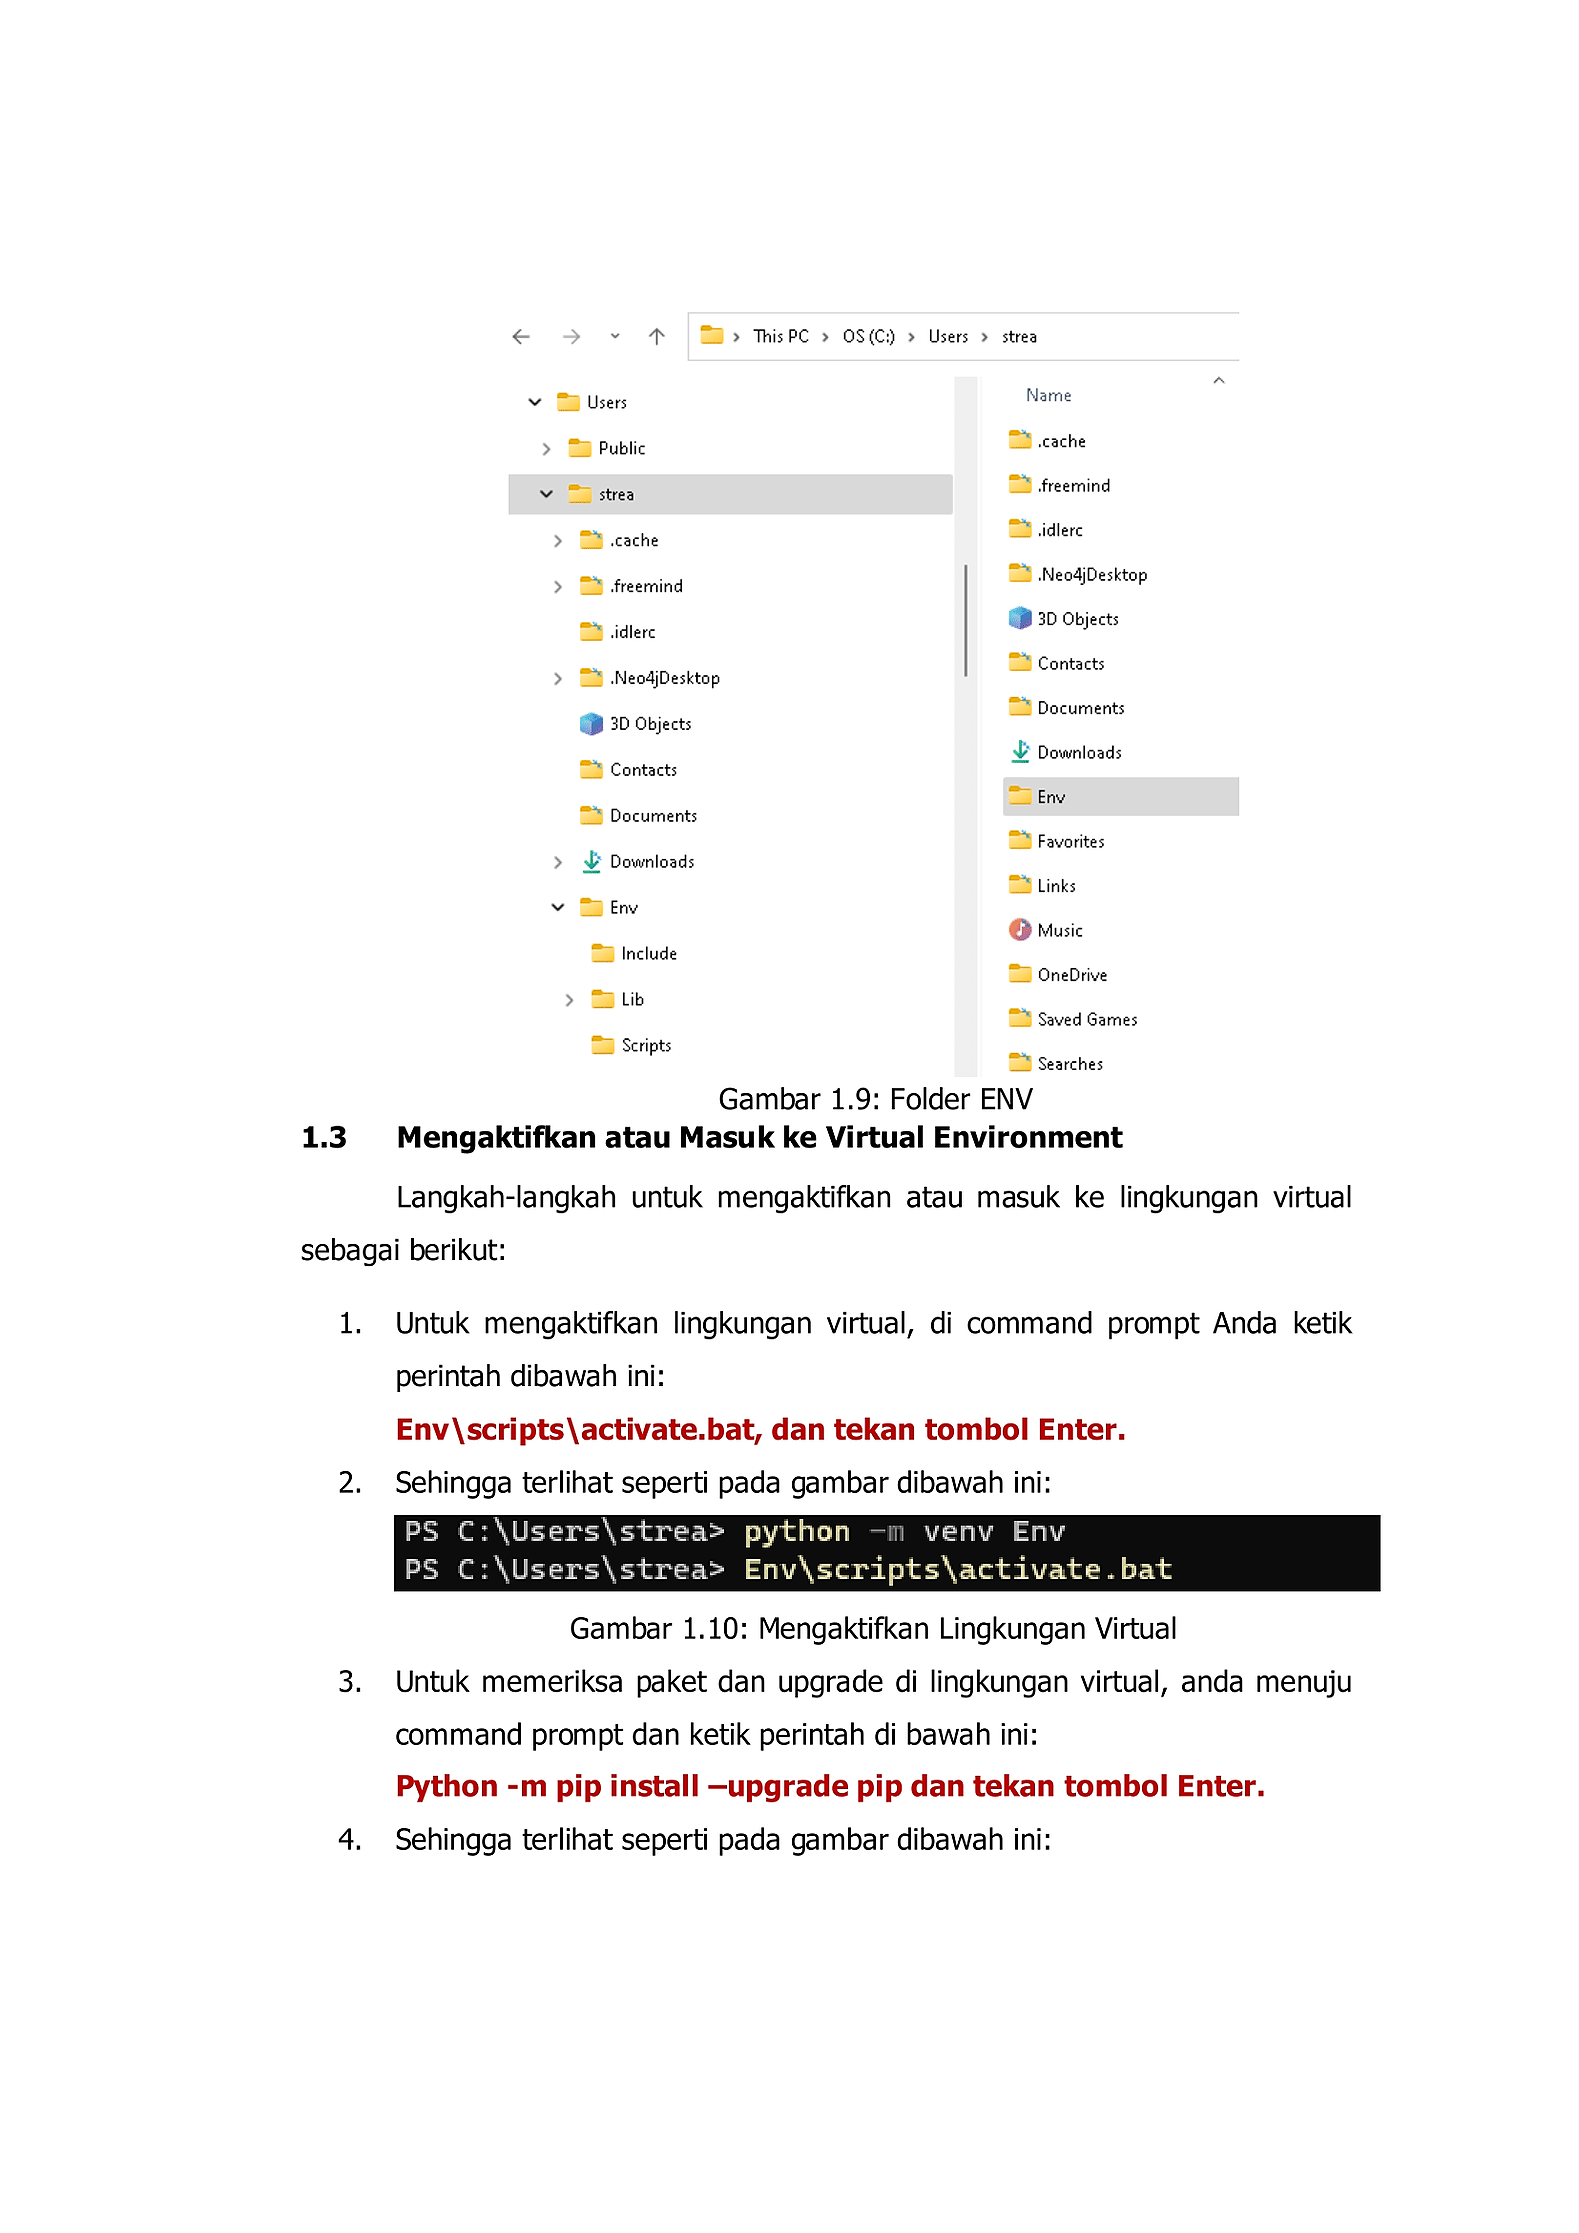 This PC > OS (C:) > Users > strea
Users
Public
strea
.cache
.freemind
.idlerc
.Neo4jDesktop
3D Objects
Contacts
Documents
Downloads
Env
Include
Lib
Scripts
Name
.cache
.freemind
.idlerc
.Neo4jDesktop
3D Objects
Contacts
Documents
Downloads
Env
Favorites
Links
Music
OneDrive
Saved Games
Searches
Gambar 1.9: Folder ENV
1.3 Mengaktifkan atau Masuk ke Virtual Environment
Langkah-langkah untuk mengaktifkan atau masuk ke lingkungan virtual
sebagai berikut:
1. Untuk mengaktifkan lingkungan virtual, di command prompt Anda ketik
perintah dibawah ini:
Env\scripts\activate.bat, dan tekan tombol Enter.
2. Sehingga terlihat seperti pada gambar dibawah ini:
PS C:\Users\strea> python -m venv Env
PS C:\Users\strea> Env\scripts\activate.bat
Gambar 1.10: Mengaktifkan Lingkungan Virtual
3. Untuk memeriksa paket dan upgrade di lingkungan virtual, anda menuju
command prompt dan ketik perintah di bawah ini:
Python -m pip install –upgrade pip dan tekan tombol Enter.
4. Sehingga terlihat seperti pada gambar dibawah ini: